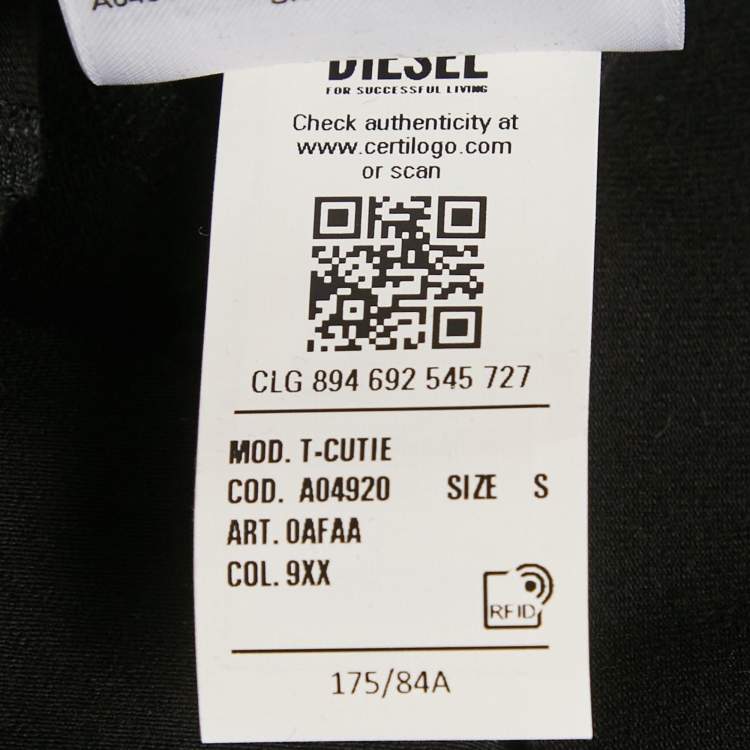 DIESEL
FOR SUCCESSFUL LIVING
Check authenticity at
www.certilogo.com
or scan
CLG 894 692 545 727
MOD. T-CUTIE
COD. A04920 SIZE S
ART. 0AFAA
COL. 9XX
RFID
175/84A